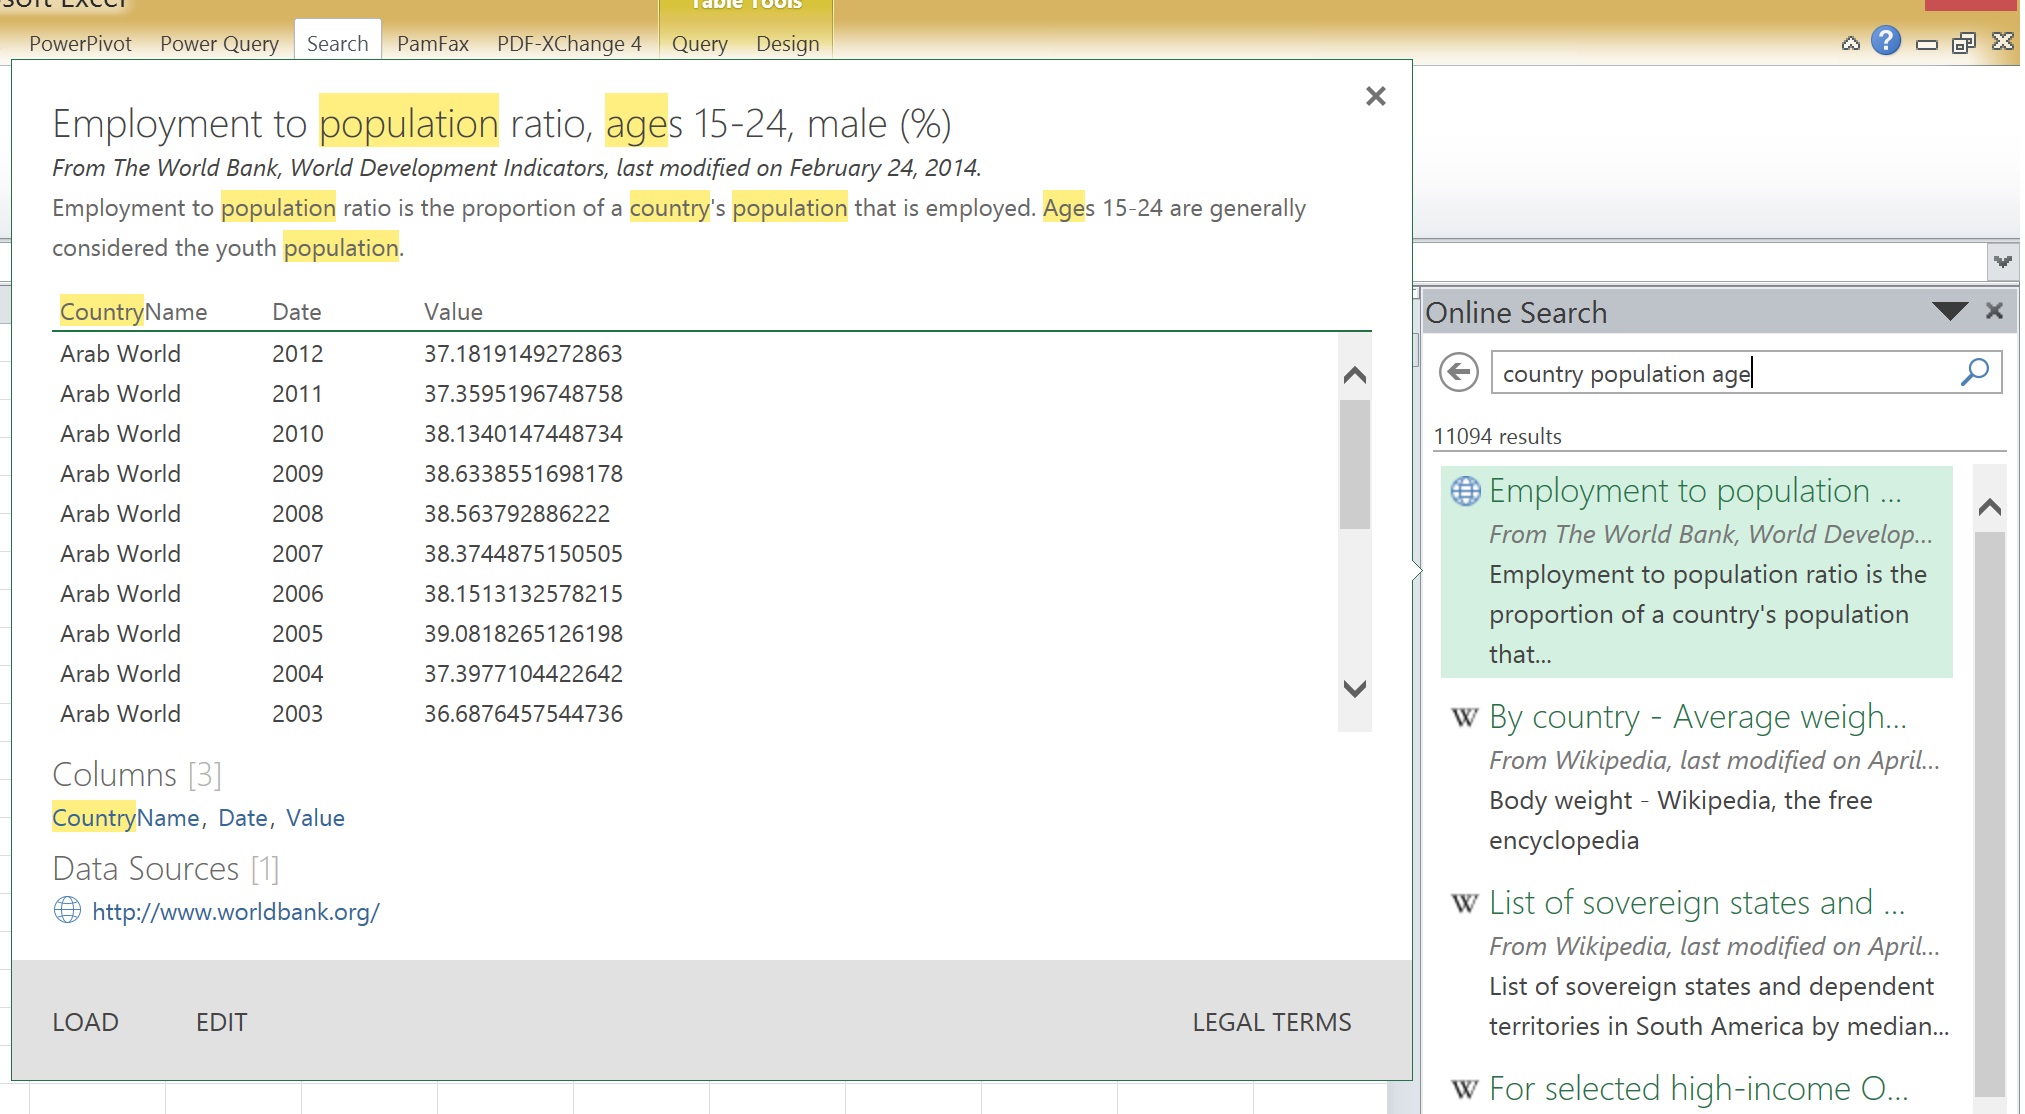 Table Tools
PowerPivot Power Query Search PamFax PDF-XChange 4 Query Design
Employment to population ratio, ages 15-24, male (%)
From The World Bank, World Development Indicators, last modified on February 24, 2014.
Employment to population ratio is the proportion of a country's population that is employed. Ages 15-24 are generally
considered the youth population.
CountryName Date Value
Arab World 2012 37.1819149272863
Arab World 2011 37.3595196748758
Arab World 2010 38.1340147448734
Arab World 2009 38.6338551698178
Arab World 2008 38.563792886222
Arab World 2007 38.3744875150505
Arab World 2006 38.1513132578215
Arab World 2005 39.0818265126198
Arab World 2004 37.3977104422642
Arab World 2003 36.6876457544736
Columns [3]
CountryName, Date, Value
Data Sources [1]
http://www.worldbank.org/
LOAD EDIT LEGAL TERMS
Online Search
country population age
11094 results
Employment to population ...
From The World Bank, World Develop...
Employment to population ratio is the
proportion of a country's population
that...
W By country - Average weigh...
From Wikipedia, last modified on April...
Body weight - Wikipedia, the free
encyclopedia
W List of sovereign states and ...
From Wikipedia, last modified on April...
List of sovereign states and dependent
territories in South America by median...
W For selected high-income O...